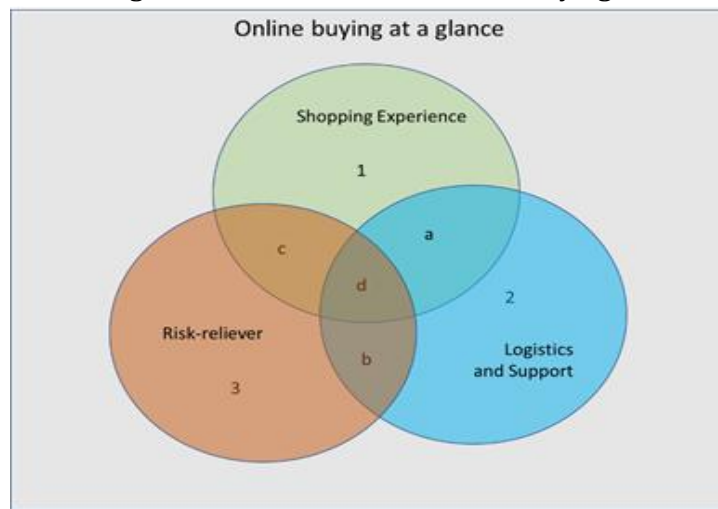 Online buying at a glance
Shopping Experience
1
a
c
d
2
Risk-reliever
Logistics
and Support
b
3